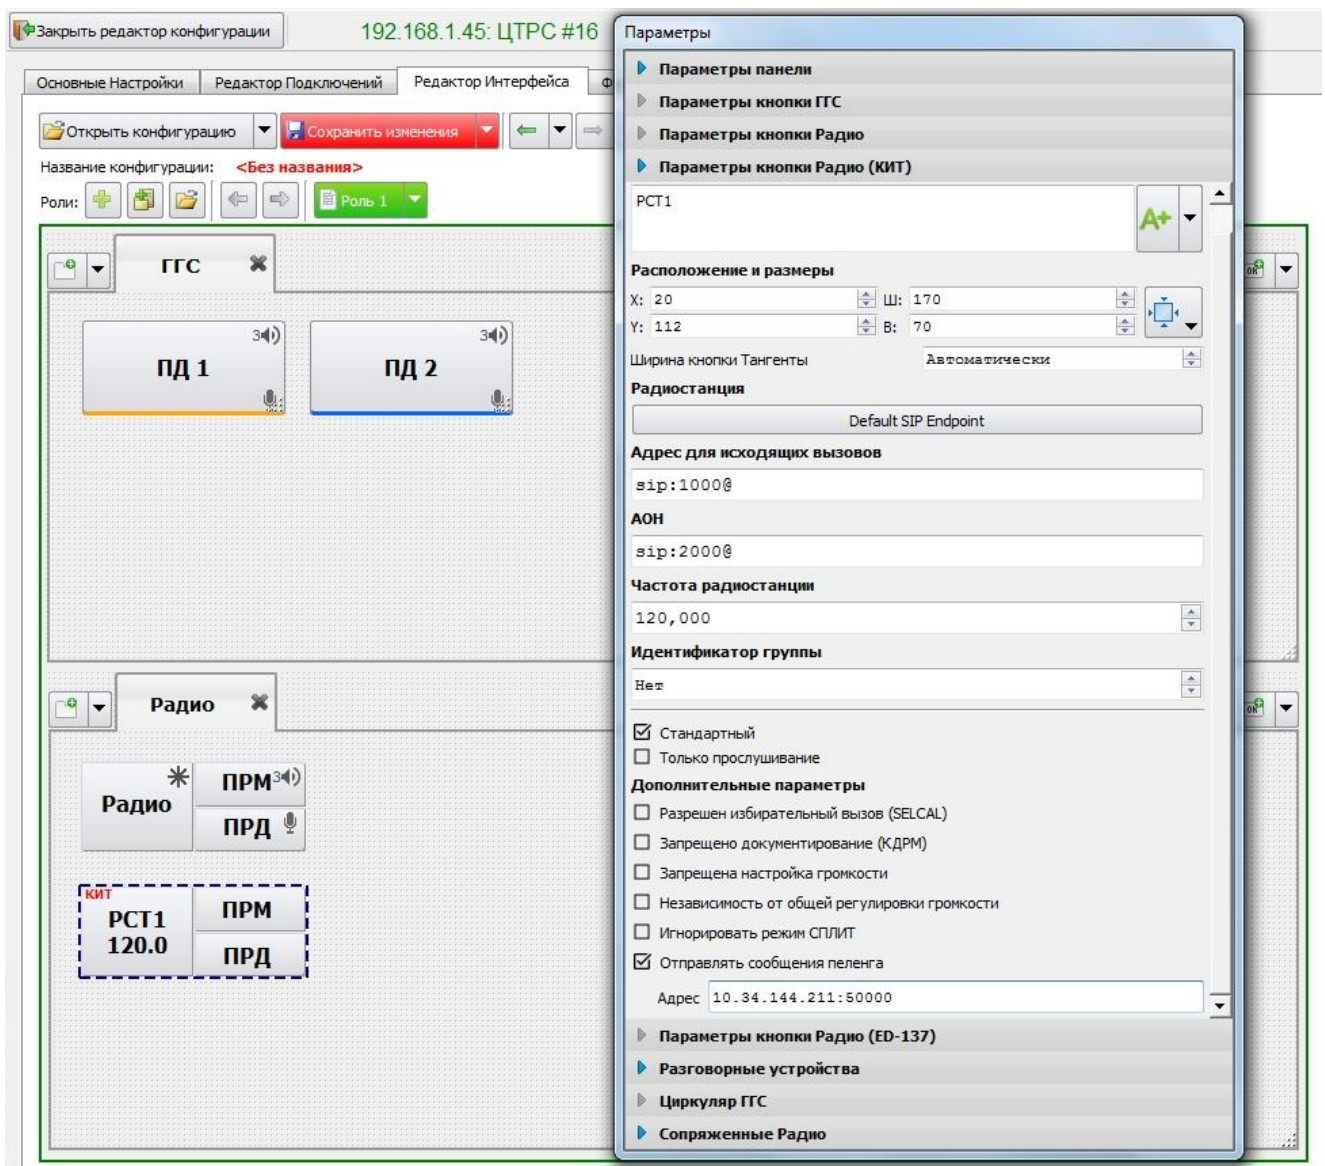 Закрыть редактор конфигурации
192.168.1.45: ЦТРС #16
Основные Настройки
Редактор Подключений
Редактор Интерфейса
Ф
Открыть конфигурацию
Сохранить изменения
Название конфигурации: <Без названия>
Роли:
Роль 1
ГГС
3
ПД 1
3
ПД 2
Радио
Радио
ПРМ 3
ПРД
КИТ
РСТ1
120.0
ПРМ
ПРД
Параметры
Параметры панели
Параметры кнопки ГГС
Параметры кнопки Радио
Параметры кнопки Радио (КИТ)
РСТ1
A+
Расположение и размеры
X: 20
Ш: 170
Y: 112
В: 70
Ширина кнопки Тангенты
Автоматически
Радиостанция
Default SIP Endpoint
Адрес для исходящих вызовов
sip:1000@
АОН
sip:2000@
Частота радиостанции
120,000
Идентификатор группы
Нет
Стандартный
Только прослушивание
Дополнительные параметры
Разрешен избирательный вызов (SELCAL)
Запрещено документирование (КДРМ)
Запрещена настройка громкости
Независимость от общей регулировки громкости
Игнорировать режим СПЛИТ
Отправлять сообщения пеленга
Адрес 10.34.144.211:50000
Параметры кнопки Радио (ED-137)
Разговорные устройства
Циркуляр ГГС
Сопряженные Радио